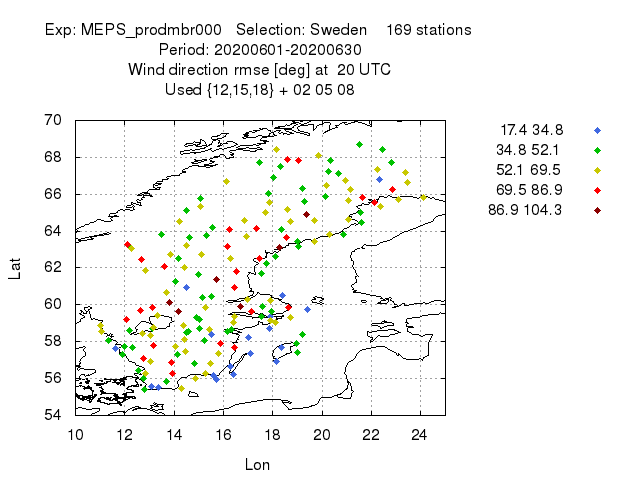 Exp: MEPS_prodmbr000 Selection: Sweden 169 stations
Period: 20200601-20200630
Wind direction rmse [deg] at 20 UTC
Used {12,15,18} + 02 05 08
70
68
66
64
62
60
58
56
54
10 12 14 16 18 20 22 24
Lat
Lon
17.4 34.8
34.8 52.1
52.1 69.5
69.5 86.9
86.9 104.3